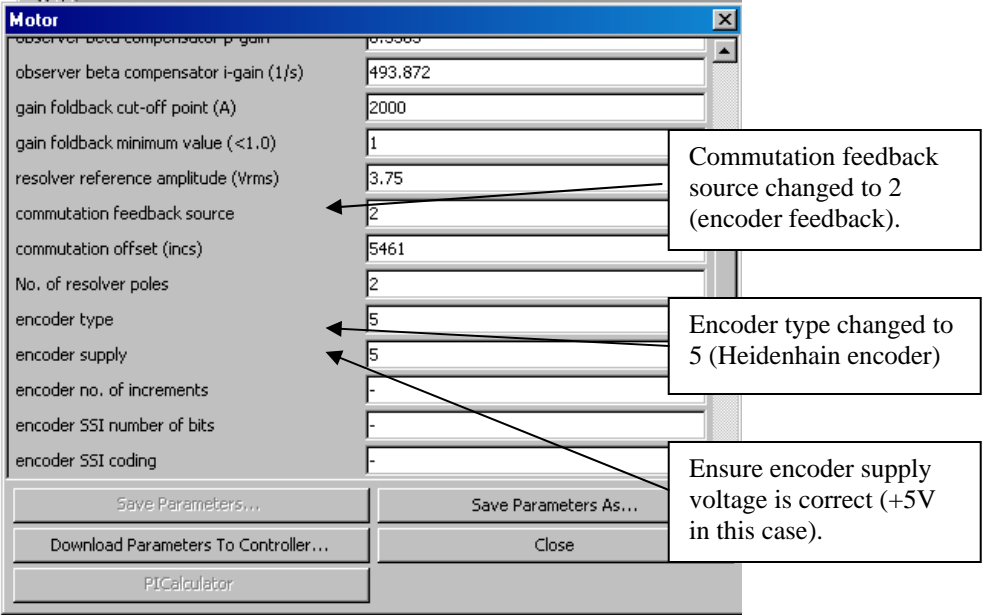 Motor
observer beta compensator p-gain
observer beta compensator i-gain (1/s) 493.872
gain foldback cut-off point (A) 2000
gain foldback minimum value (<1.0) 1
resolver reference amplitude (Vrms) 3.75
commutation feedback source 2
commutation offset (incs) 5461
No. of resolver poles 2
encoder type 5
encoder supply 5
encoder no. of increments -
encoder SSI number of bits -
encoder SSI coding -
Save Parameters... Save Parameters As...
Download Parameters To Controller... Close
PICalculator
Commutation feedback
source changed to 2
(encoder feedback).
Encoder type changed to
5 (Heidenhain encoder)
Ensure encoder supply
voltage is correct (+5V
in this case).